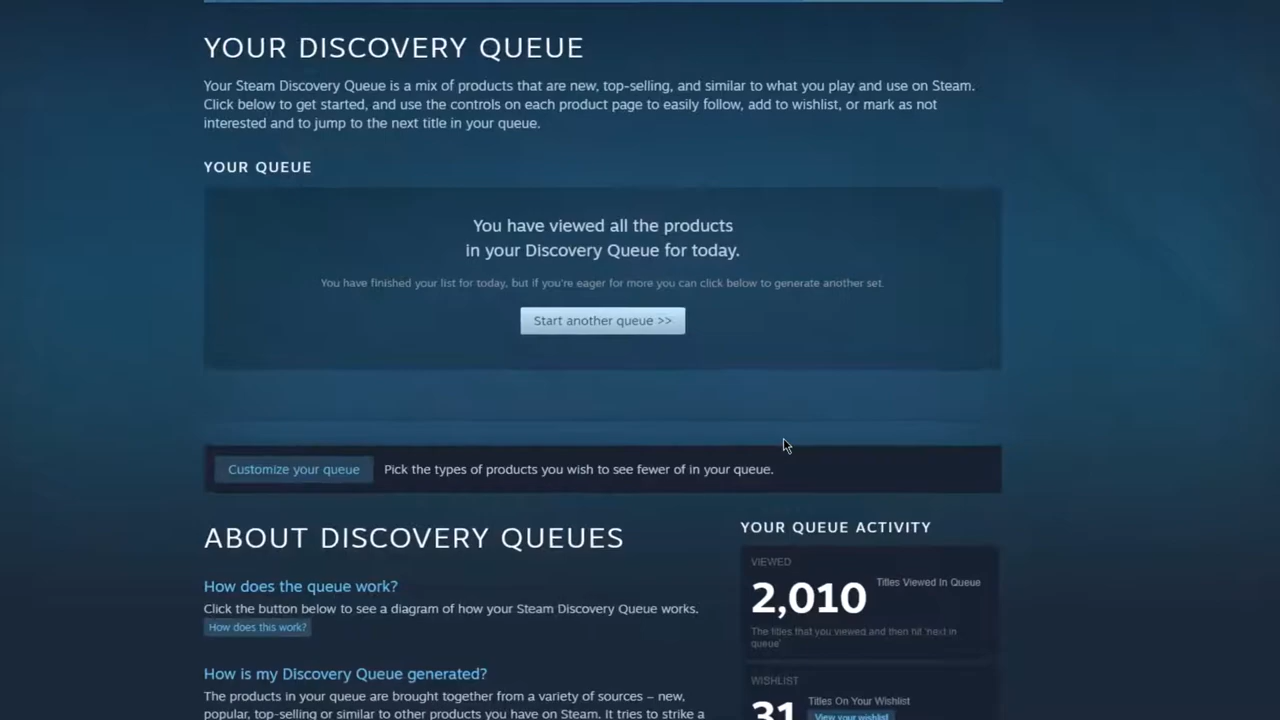 YOUR DISCOVERY QUEUE
Your Steam Discovery Queue is a mix of products that are new, top-selling, and similar to what you play and use on Steam.
Click below to get started, and use the controls on each product page to easily follow, add to wishlist, or mark as not
interested and to jump to the next title in your queue.
YOUR QUEUE
You have viewed all the products
in your Discovery Queue for today.
You have finished your list for today, but if you're eager for more you can click below to generate another set.
Start another queue >>
Customize your queue
Pick the types of products you wish to see fewer of in your queue.
ABOUT DISCOVERY QUEUES
How does the queue work?
Click the button below to see a diagram of how your Steam Discovery Queue works.
How does this work?
How is my Discovery Queue generated?
The products in your queue are brought together from a variety of sources – new,
popular, top-selling or similar to other products you have on Steam. It tries to strike a
YOUR QUEUE ACTIVITY
VIEWED
2,010
Titles Viewed In Queue
The titles that you viewed and then hit 'next in
queue'
WISHLIST
31
Titles On Your Wishlist
View your wishlist